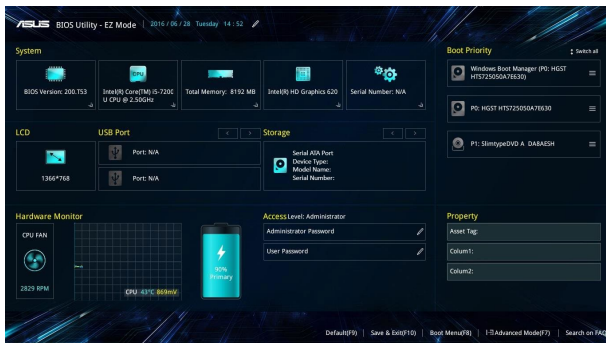 ASUS BIOS Utility - EZ Mode 2016 / 06 / 28 Tuesday 14 : 52
System
BIOS Version: 200.T53
CPU
Intel(R) Core(TM) i5-7200
U CPU @ 2.50GHz
Total Memory: 8192 MB
Intel(R) HD Graphics 620
Serial Number: N/A
Boot Priority
Switch all
Windows Boot Manager (P0: HGST
HTS725050A7E630)
P0: HGST HTS725050A7E630
P1: SlimtypeDVD A DA8AESH
LCD
1366*768
USB Port
Port: N/A
Port: N/A
Storage
Serial ATA Port
Device Type:
Model Name:
Serial Number:
Hardware Monitor
CPU FAN
2829 RPM
CPU 43°C 869mV
90%
Primary
Access Level: Administrator
Administrator Password
User Password
Property
Asset Tag:
Colum1:
Colum2:
Default(F9) | Save & Exit(F10) | Boot Menu(F8) | Advanced Mode(F7) | Search on FAQ